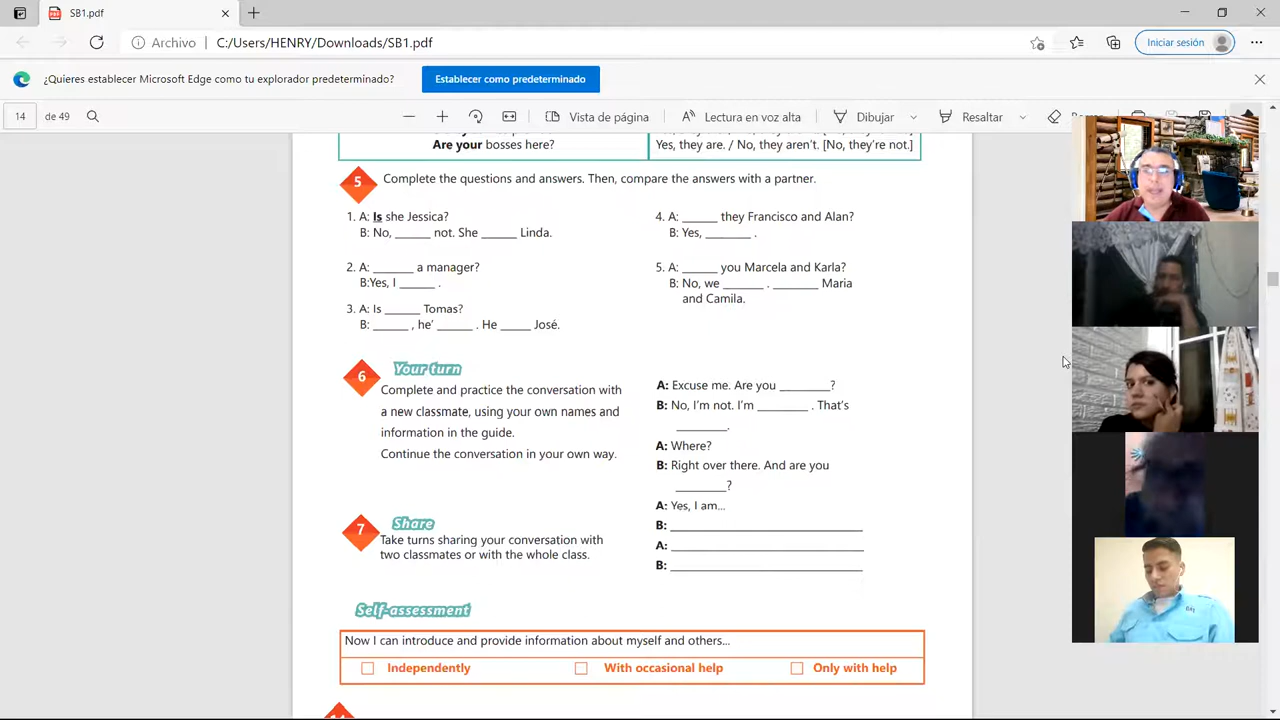 SB1.pdf
Archivo C:/Users/HENRY/Downloads/SB1.pdf
Iniciar sesión
¿Quieres establecer Microsoft Edge como tu explorador predeterminado? Establecer como predeterminado
14 de 49 Vista de página Lectura en voz alta Dibujar Resaltar
Are your bosses here? Yes, they are. / No, they aren't. [No, they're not.]
5 Complete the questions and answers. Then, compare the answers with a partner.
1. A: Is she Jessica?
B: No, ______ not. She ______ Linda.
2. A: _______ a manager?
B:Yes, I ______ .
3. A: Is ______ Tomas?
B: ______ , he' ______ . He _____ José.
4. A: ______ they Francisco and Alan?
B: Yes, ________ .
5. A: ______ you Marcela and Karla?
B: No, we _______ . ________ Maria
and Camila.
6 Your turn
Complete and practice the conversation with
a new classmate, using your own names and
information in the guide.
Continue the conversation in your own way.
A: Excuse me. Are you _________?
B: No, I'm not. I'm _________ . That's
_________.
A: Where?
B: Right over there. And are you
_________?
A: Yes, I am...
B: __________________________________
A: __________________________________
B: __________________________________
7 Share
Take turns sharing your conversation with
two classmates or with the whole class.
Self-assessment
Now I can introduce and provide information about myself and others...
Independently With occasional help Only with help